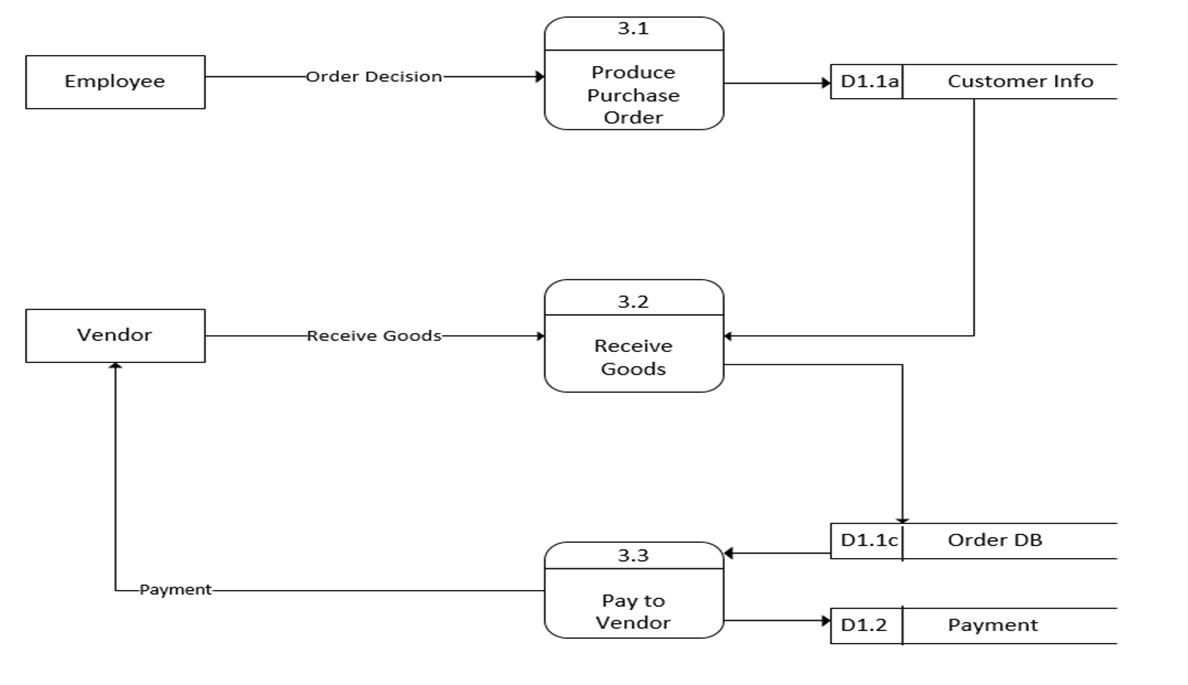 3.1
Employee
Order Decision
Produce
Purchase
Order
D1.1a
Customer Info
3.2
Vendor
Receive Goods
Receive
Goods
D1.1c
Order DB
3.3
Payment
Pay to
Vendor
D1.2
Payment